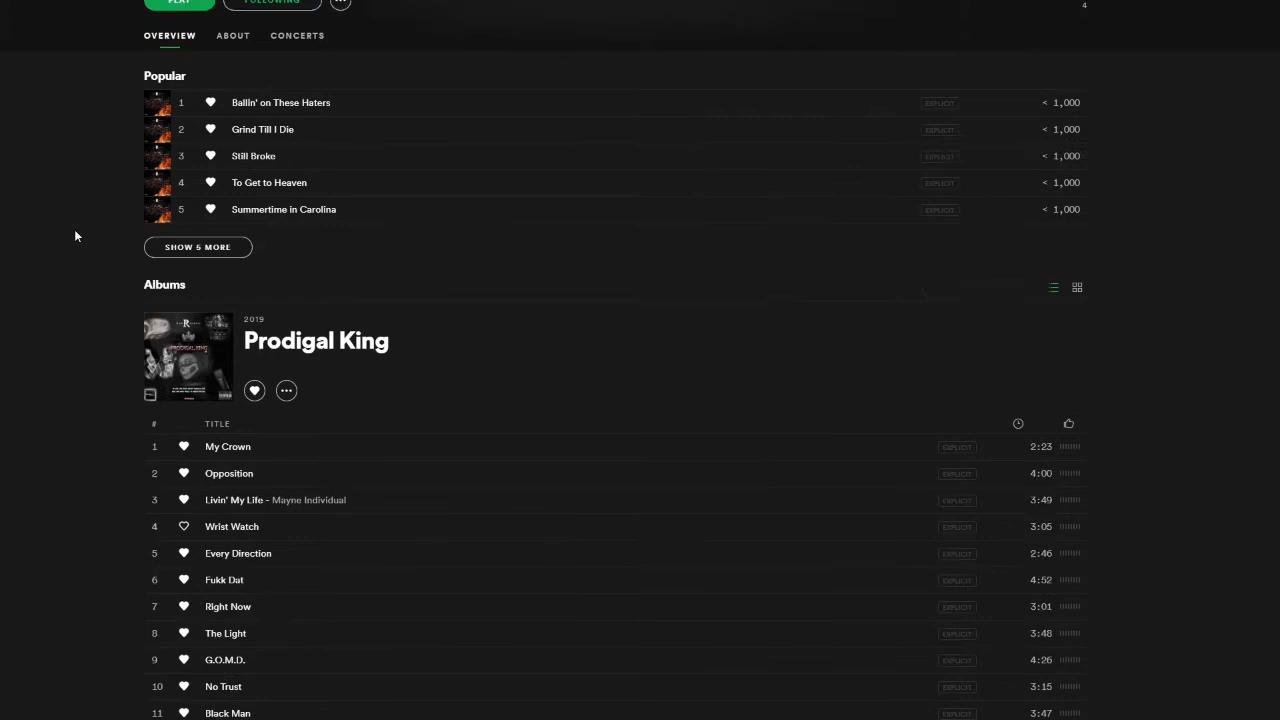 PLAY FOLLOWING
4
OVERVIEW ABOUT CONCERTS
Popular
1 Ballin' on These Haters EXPLICIT < 1,000
2 Grind Till I Die EXPLICIT < 1,000
3 Still Broke EXPLICIT < 1,000
4 To Get to Heaven EXPLICIT < 1,000
5 Summertime in Carolina EXPLICIT < 1,000
SHOW 5 MORE
Albums
2019
Prodigal King
PRODIGAL KING
# TITLE
1 My Crown EXPLICIT 2:23
2 Opposition EXPLICIT 4:00
3 Livin' My Life - Mayne Individual EXPLICIT 3:49
4 Wrist Watch EXPLICIT 3:05
5 Every Direction EXPLICIT 2:46
6 Fukk Dat EXPLICIT 4:52
7 Right Now EXPLICIT 3:01
8 The Light EXPLICIT 3:48
9 G.O.M.D. EXPLICIT 4:26
10 No Trust EXPLICIT 3:15
11 Black Man EXPLICIT 3:47